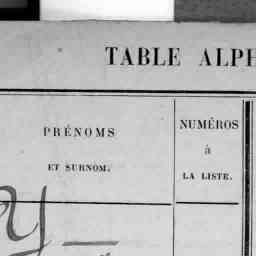 TABLE ALPH
PRÉNOMS
ET SURNOM.
NUMÉROS
à
LA LISTE.